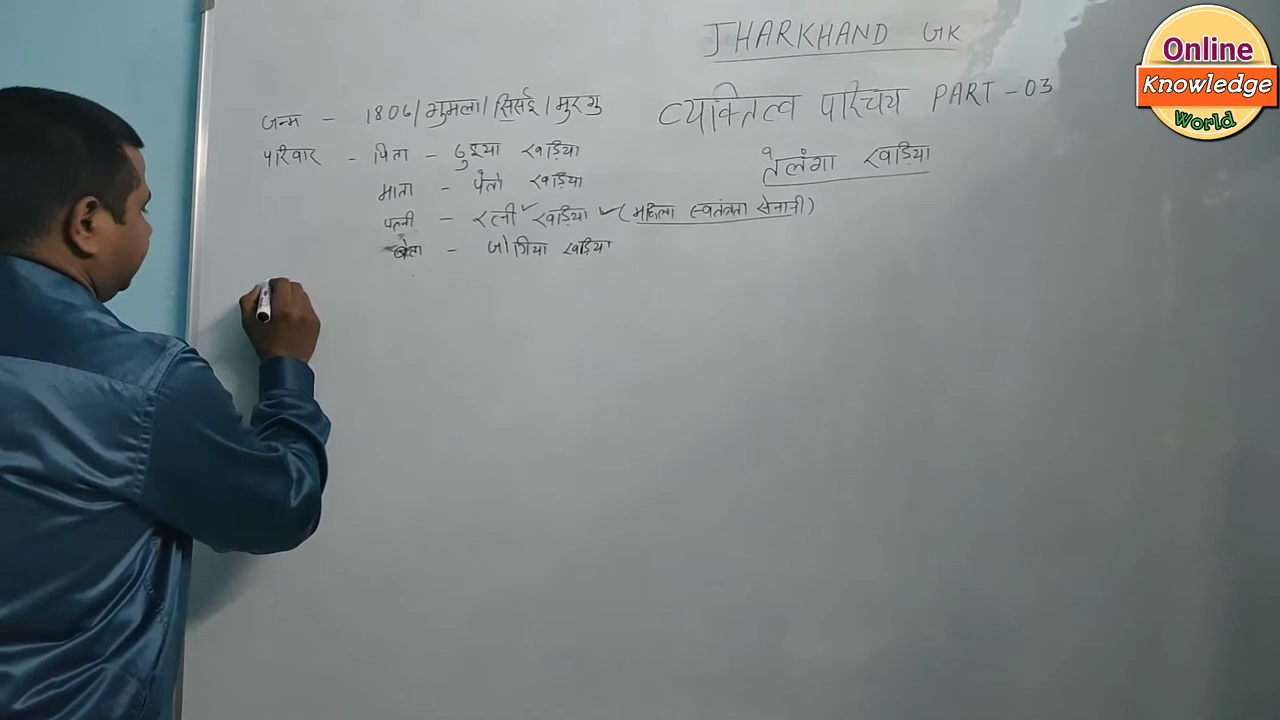 JHARKHAND GK
व्यक्तित्व परिचय PART - 03
तेलंगा खड़िया
जन्म - 1806/गुमला/सिसई/मुरगु
परिवार - पिता - ठुइया खड़िया
माता - पेतो खड़िया
पत्नी - रत्नी खड़िया (महिला स्वतंत्रता सेनानी)
बेटा - जोगिया खड़िया
Online
Knowledge
World